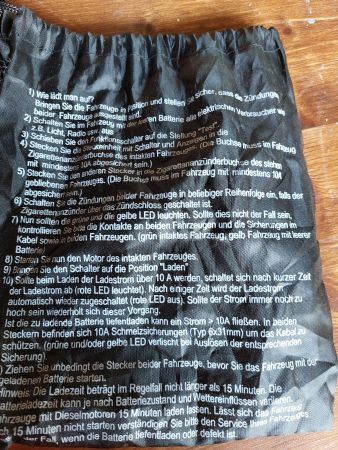 1) Wie lädt man auf?
Bringen Sie die Fahrzeuge in Position und stellen Sie sicher, dass die Zündung
beider Fahrzeuge ausgestellt sind.
2) Schalten Sie im Fahrzeug mit der leeren Batterie alle elektrischen Verbraucher wie
z.B. Licht, Radio usw. aus
3) Schieben Sie den Funktionsschalter auf die Stellung "Test"
4) Stecken Sie den Steckereinheit mit Schalter und Anzeigen in die
Zigarettenanzünderbuchse des intakten Fahrzeuges. (Die Buchse muss im Fahrzeug
mit mindestens 10A abgesichert sein.)
5) Stecken Sie den anderen Stecker in die Zigarettenanzünderbuchse des stehen
gebliebenen Fahrzeuges. (Die Buchse muss im Fahrzeug mit mindestens 10A
abgesichert sein.)
6) Schalten Sie die Zündungen beider Fahrzeuge in beliebiger Reihenfolge ein, falls der
Zigarettenanzünder über das Zündschloss geschaltet ist.
7) Nun sollten die grüne und die gelbe LED leuchten. Sollte dies nicht der Fall sein,
kontrollieren Sie bitte die Kontakte an beiden Fahrzeugen und die Sicherungen im
Kabel sowie in beiden Fahrzeugen. (grün intaktes Fahrzeug, gelb Fahrzeug mit leerer
Batterie)
8) Starten Sie nun den Motor des intakten Fahrzeuges.
9) Bringen Sie den Schalter auf die Position "Laden"
10) Sollte beim Laden der Ladestrom über 10 A werden, schaltet sich nach kurzer Zeit
der Ladestrom ab (rote LED leuchtet). Nach einiger Zeit wird der Ladestrom
automatisch wieder zugeschaltet (rote LED aus). Sollte der Strom immer noch zu
hoch sein wiederholt sich dieser Vorgang.
Ist die zu ladende Batterie tiefentladen kann ein Strom > 10A fließen. In beiden
Steckern befinden sich 10A Schmelzsicherungen (Typ 6x31mm) um das Kabel zu
schützen. (grüne und/oder gelbe LED verlischt bei Auslösen der entsprechenden
Sicherung)
) Ziehen Sie unbedingt die Stecker beider Fahrzeuge, bevor Sie das Fahrzeug mit der
geladenen Batterie starten.
Hinweis: Die Ladezeit beträgt im Regelfall nicht länger als 15 Minuten. Die
atterieladezeit kann je nach Batteriezustand und Wettereinflüssen variieren.
hrzeuge mit Dieselmotoren 15 Minuten laden lassen. Lässt sich das Fahrzeug
h 15 Minuten nicht starten verständigen Sie bitte den Service Ihres Fahrzeuges
e der Fall, wenn die Batterie tiefentladen oder defekt ist.